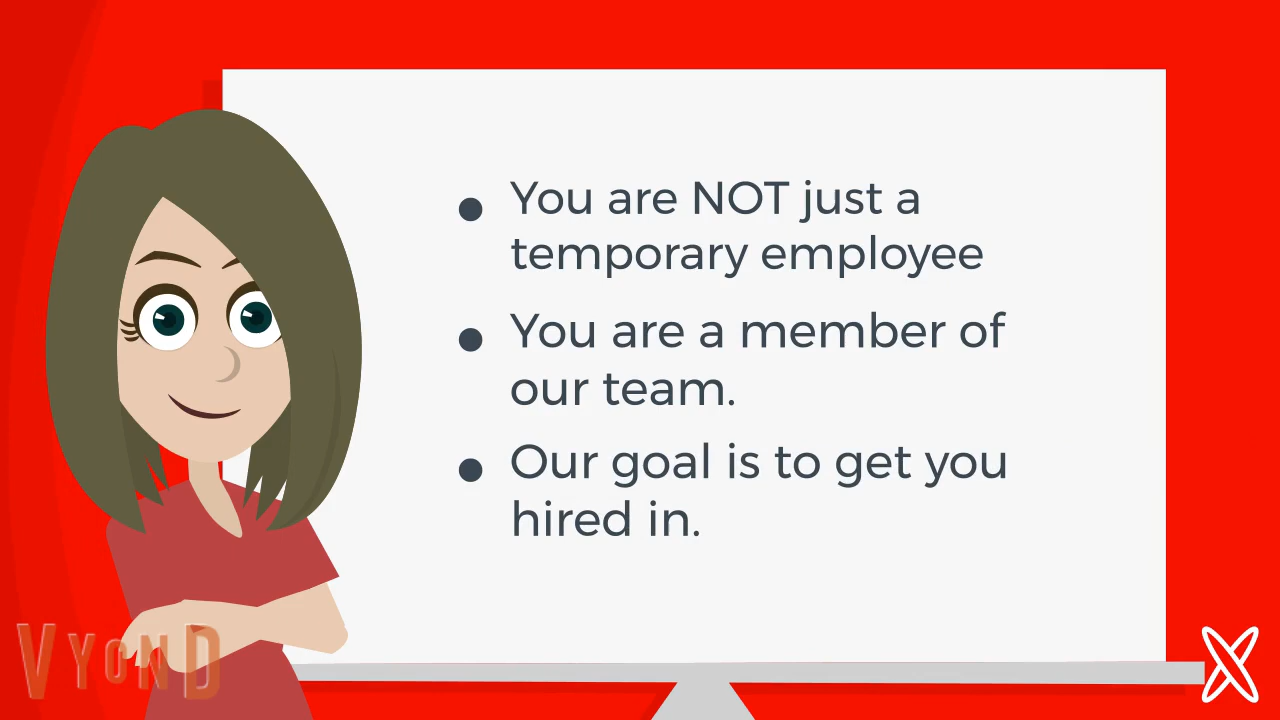 You are NOT just a
temporary employee
You are a member of
our team.
Our goal is to get you
hired in.
VYOND